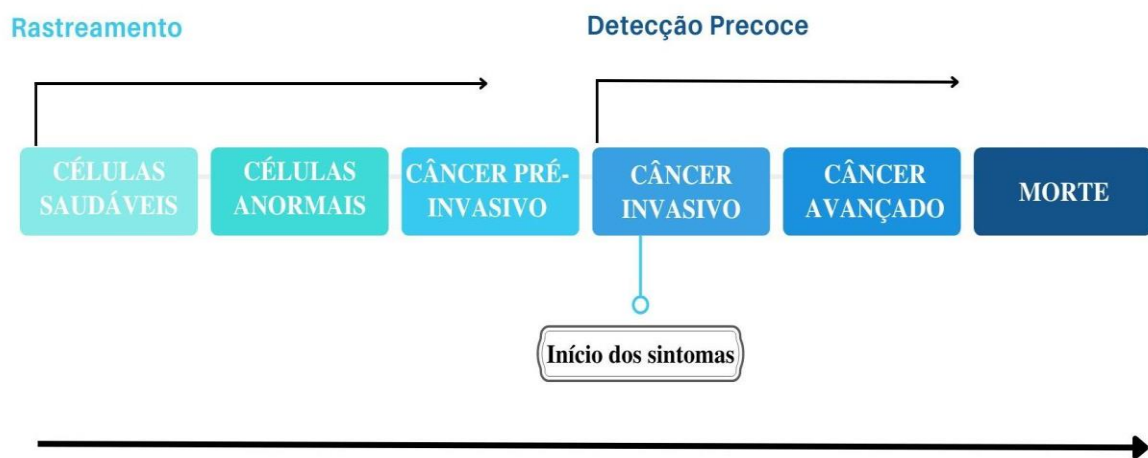 Rastreamento
Detecção Precoce
CÉLULAS
SAUDÁVEIS
CÉLULAS
ANORMAIS
CÂNCER PRÉ-
INVASIVO
CÂNCER
INVASIVO
CÂNCER
AVANÇADO
MORTE
Início dos sintomas